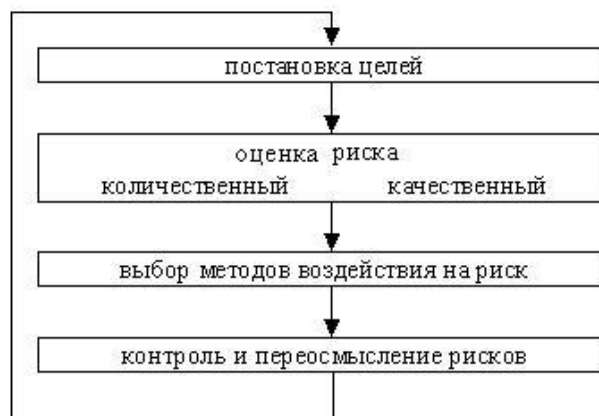 постановка целей
оценка риска
количественный качественный
выбор методов воздействия на риск
контроль и переосмысление рисков